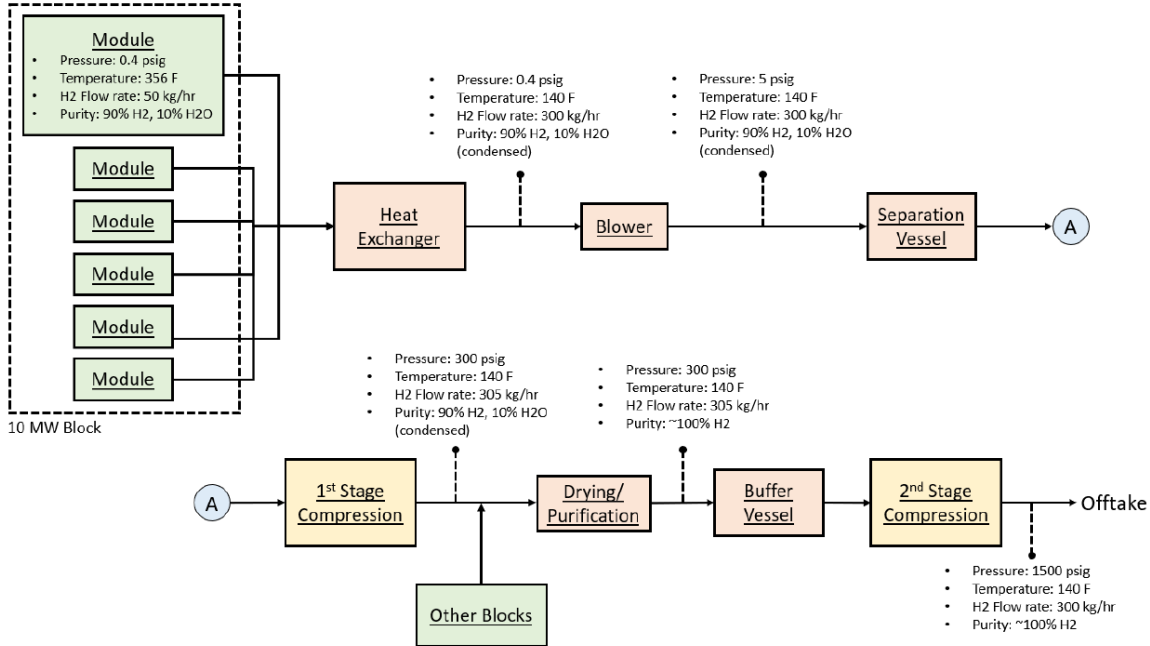 Module
• Pressure: 0.4 psig
• Temperature: 356 F
• H2 Flow rate: 50 kg/hr
• Purity: 90% H2, 10% H2O
Module
Module
Module
Module
Module
10 MW Block
Heat
Exchanger
• Pressure: 0.4 psig
• Temperature: 140 F
• H2 Flow rate: 300 kg/hr
• Purity: 90% H2, 10% H2O
(condensed)
Blower
• Pressure: 5 psig
• Temperature: 140 F
• H2 Flow rate: 300 kg/hr
• Purity: 90% H2, 10% H2O
(condensed)
Separation
Vessel
A
A
1st Stage
Compression
• Pressure: 300 psig
• Temperature: 140 F
• H2 Flow rate: 305 kg/hr
• Purity: 90% H2, 10% H2O
(condensed)
Other Blocks
Drying/
Purification
• Pressure: 300 psig
• Temperature: 140 F
• H2 Flow rate: 305 kg/hr
• Purity: ~100% H2
Buffer
Vessel
2nd Stage
Compression
Offtake
• Pressure: 1500 psig
• Temperature: 140 F
• H2 Flow rate: 300 kg/hr
• Purity: ~100% H2